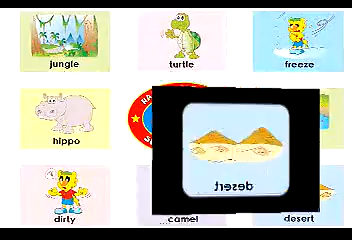 jungle
turtle
freeze
hippo
desert
dirty
camel
desert